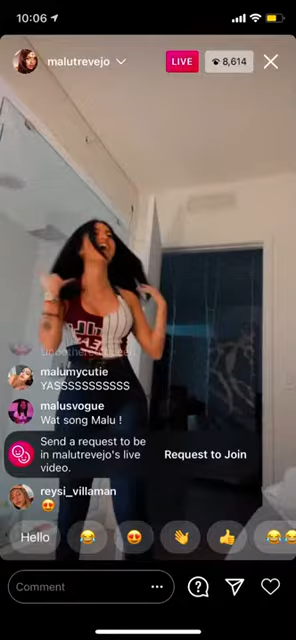 10:06
malutrevejo
LIVE
8,614
malumycutie
YASSSSSSSSSSS
malusvogue
Wat song Malu !
Send a request to be
in malutrevejo's live
video.
Request to Join
reysi_villaman
😍
Hello 😂 😍 👋 👍 😂
Comment